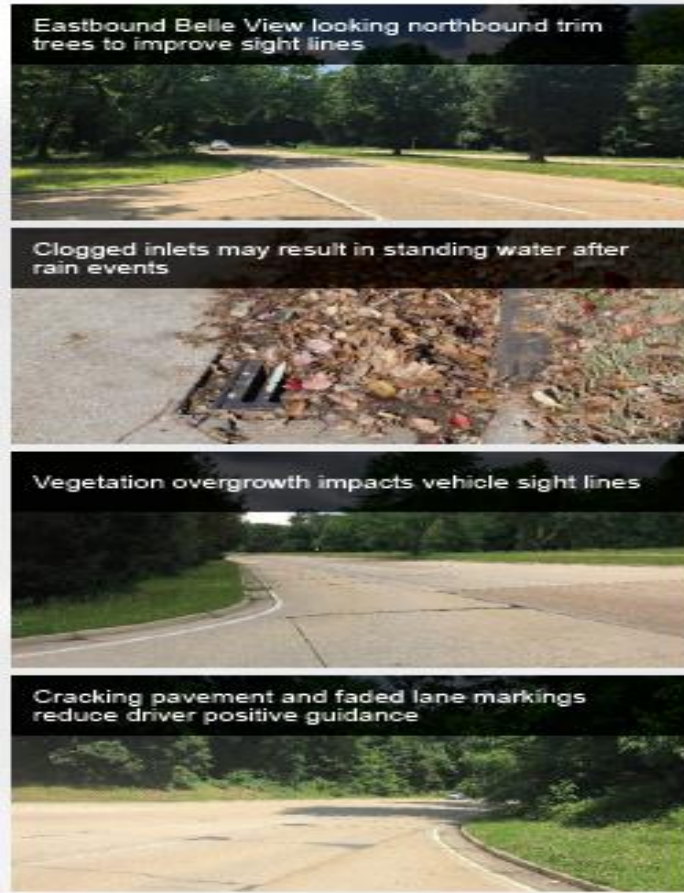 Eastbound Belle View looking northbound trim
trees to improve sight lines
Clogged inlets may result in standing water after
rain events
Vegetation overgrowth impacts vehicle sight lines
Cracking pavement and faded lane markings
reduce driver positive guidance